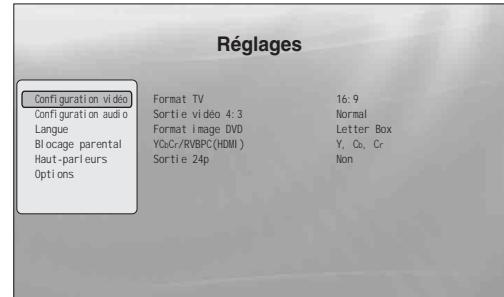 Réglages
Configuration vidéo
Configuration audio
Langue
Blocage parental
Haut-parleurs
Options
Format TV 16:9
Sortie vidéo 4:3 Normal
Format image DVD Letter Box
YCbCr/RVBPC(HDMI) Y, Cb, Cr
Sortie 24p Non